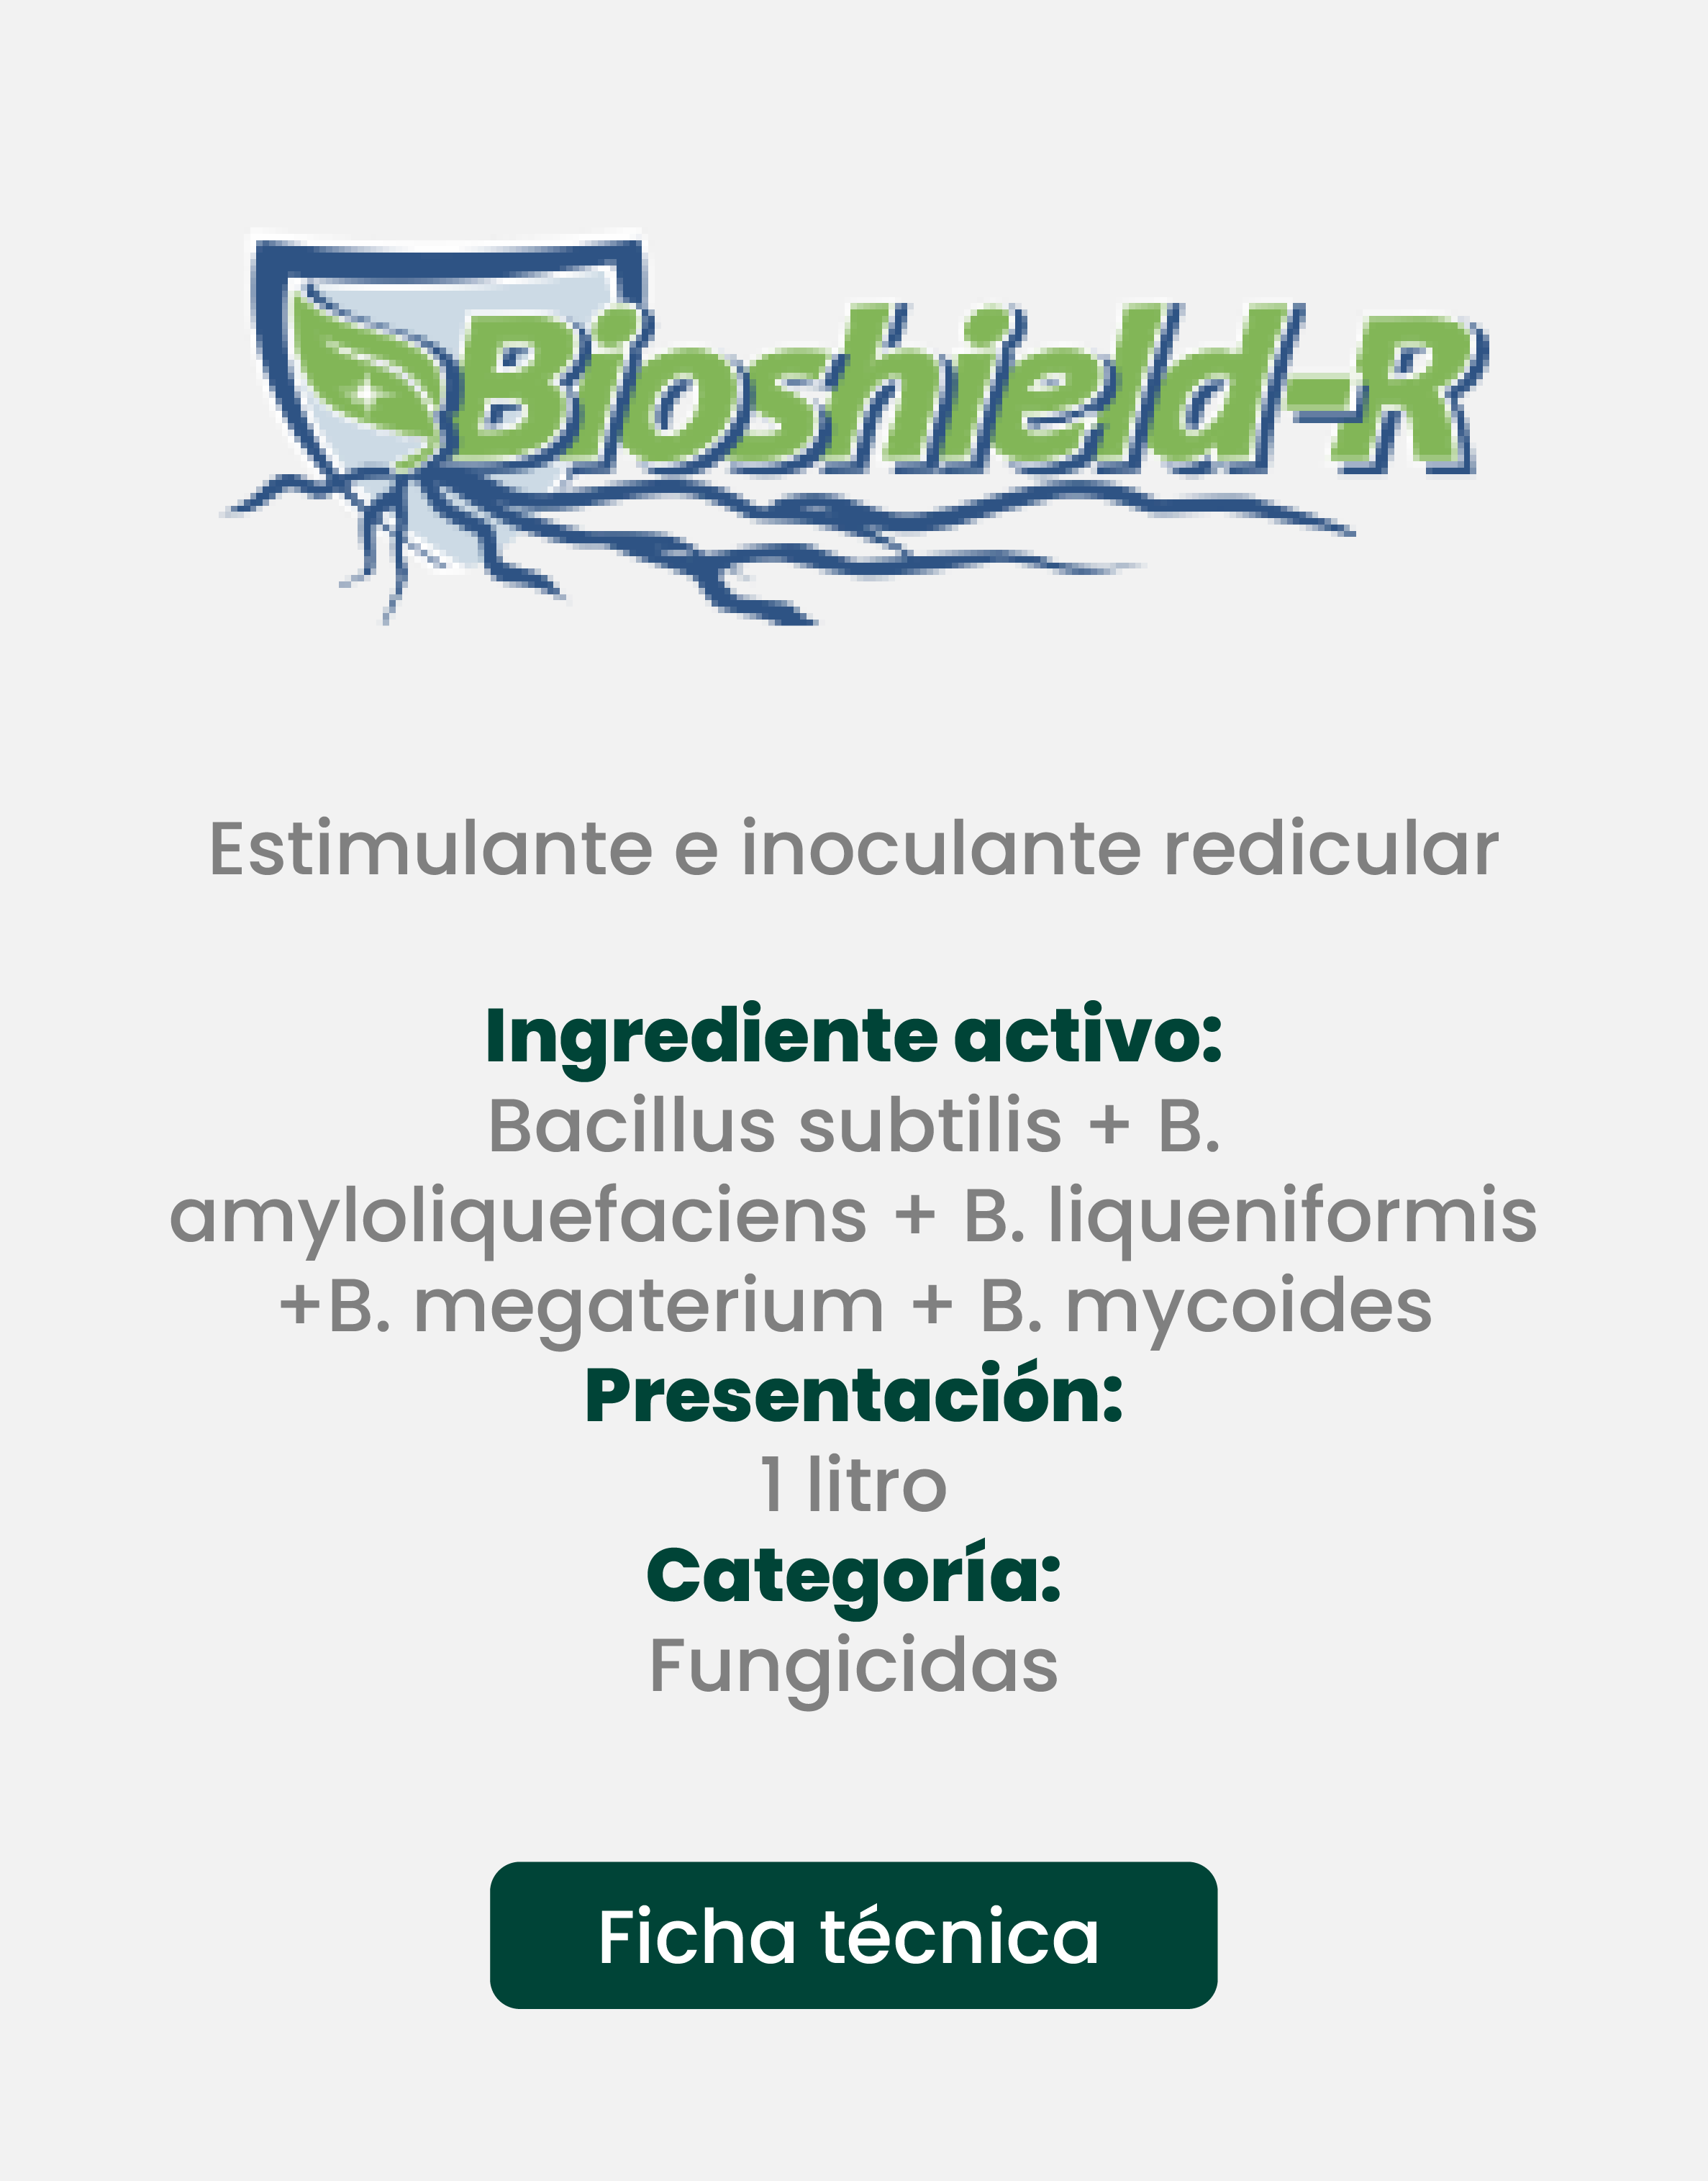 Bioshield-R
Estimulante e inoculante redicular
Ingrediente activo:
Bacillus subtilis + B.
amyloliquefaciens + B. liqueniformis
+B. megaterium + B. mycoides
Presentación:
1 litro
Categoría:
Fungicidas
Ficha técnica